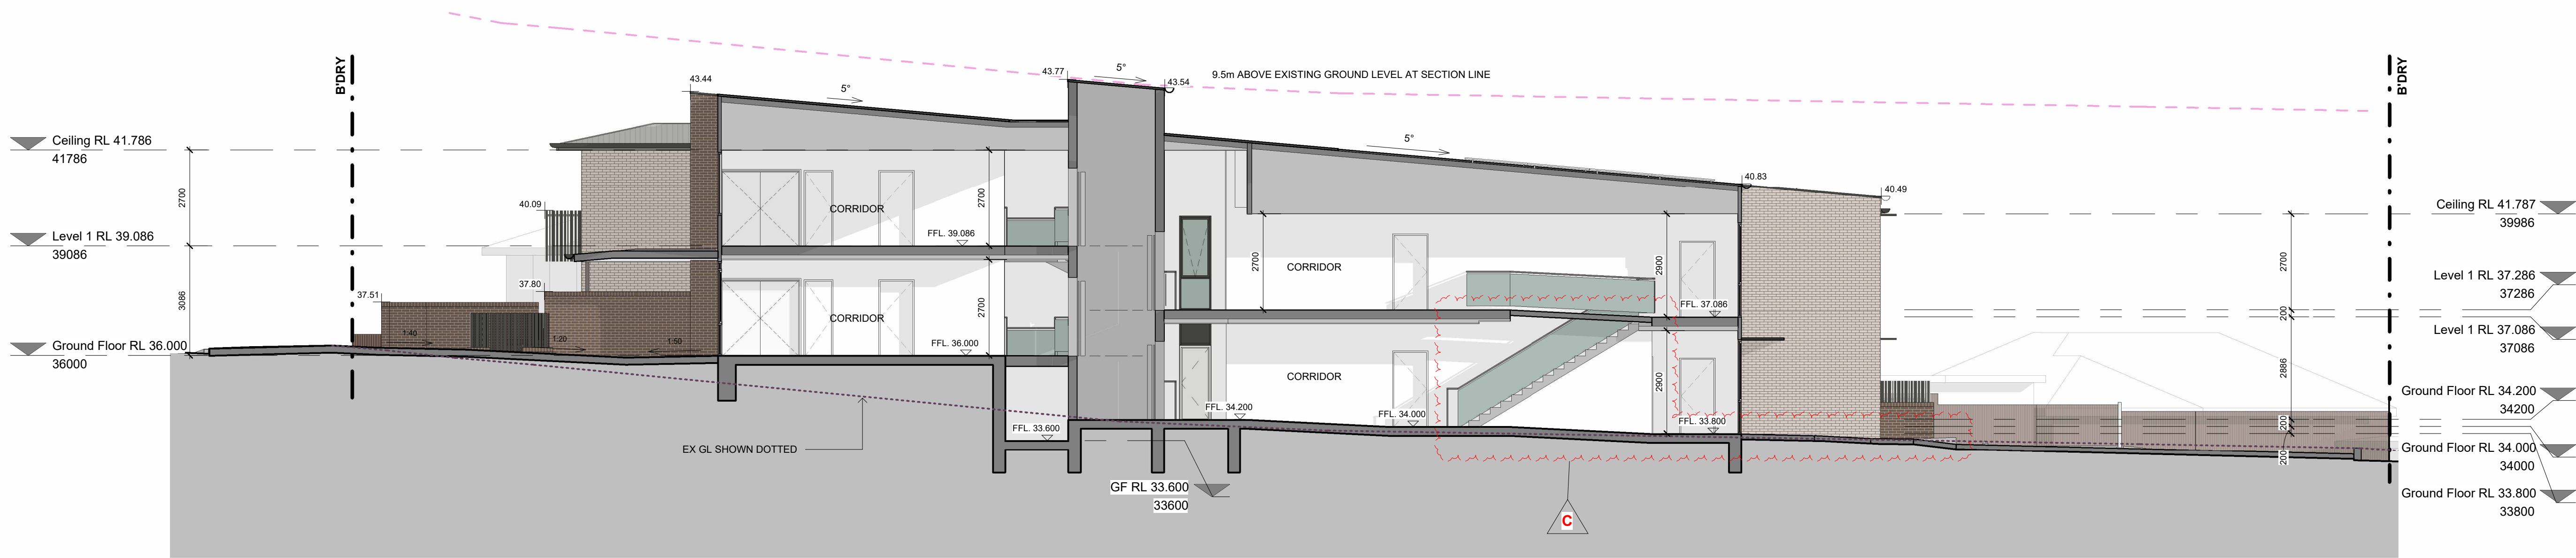 B'DRY
B'DRY
9.5m ABOVE EXISTING GROUND LEVEL AT SECTION LINE
43.44
5°
43.77
5°
43.54
5°
Ceiling RL 41.786
41786
2700
Level 1 RL 39.086
39086
3086
Ground Floor RL 36.000
36000
40.09
37.80
37.51
1:40
1:20
1:50
CORRIDOR
2700
FFL. 39.086
CORRIDOR
2700
FFL. 36.000
EX GL SHOWN DOTTED
FFL. 33.600
GF RL 33.600
33600
FFL. 34.200
2700
CORRIDOR
CORRIDOR
FFL. 34.000
2900
FFL. 37.086
2900
FFL. 33.800
40.83
40.49
C
Ceiling RL 41.787
39986
2700
Level 1 RL 37.286
37286
200
Level 1 RL 37.086
37086
2886
Ground Floor RL 34.200
34200
200
Ground Floor RL 34.000
34000
200
Ground Floor RL 33.800
33800